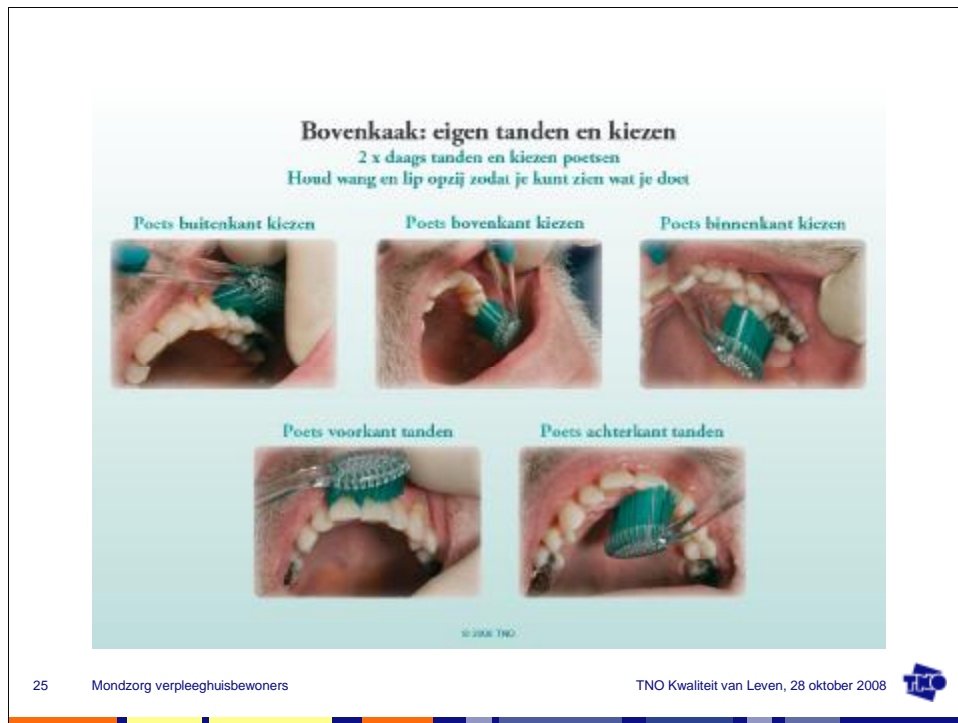 Bovenkaak: eigen tanden en kiezen
2 x daags tanden en kiezen poetsen
Houd wang en lip opzij zodat je kunt zien wat je doet
Poets buitenkant kiezen
Poets bovenkant kiezen
Poets binnenkant kiezen
Poets voorkant tanden
Poets achterkant tanden
© 2008 TNO
25 Mondzorg verpleeghuisbewoners TNO Kwaliteit van Leven, 28 oktober 2008
TNO